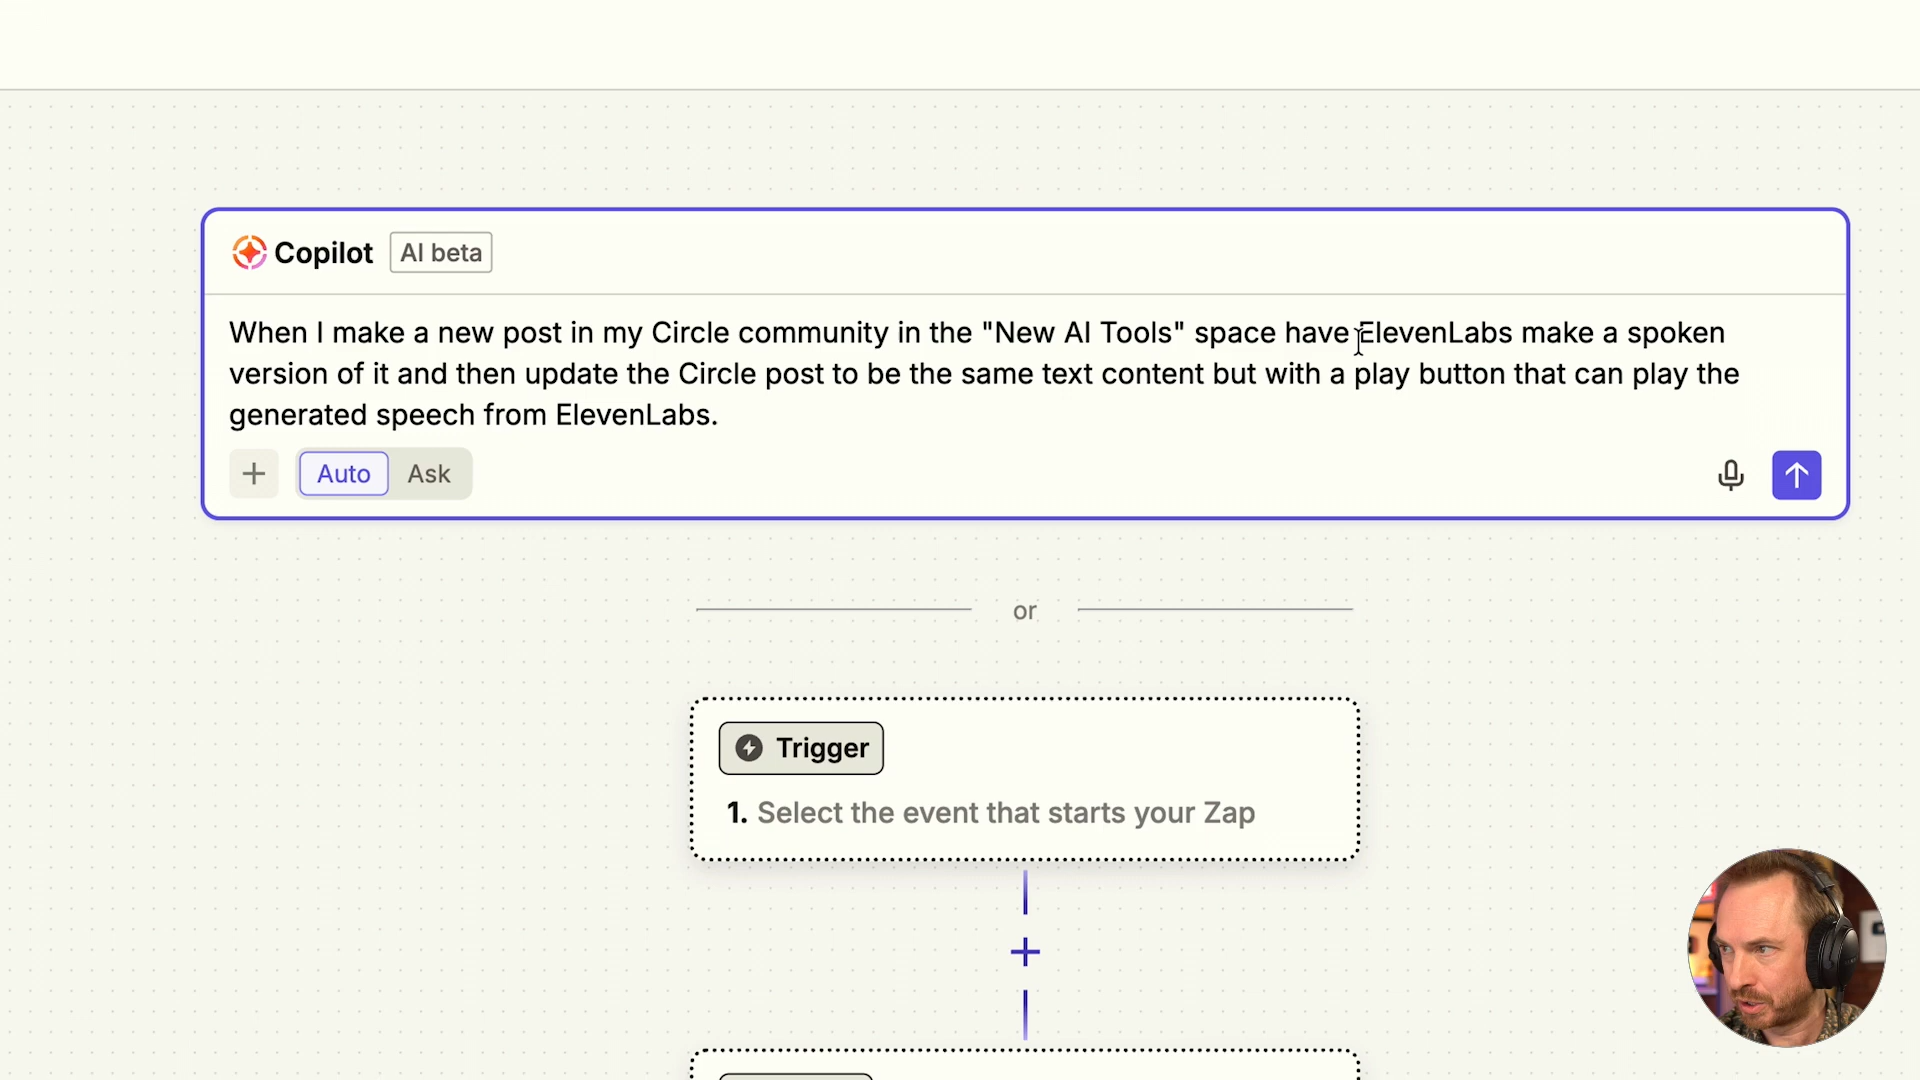 Copilot AI beta
When I make a new post in my Circle community in the "New AI Tools" space have ElevenLabs make a spoken
version of it and then update the Circle post to be the same text content but with a play button that can play the
generated speech from ElevenLabs.
Auto Ask
or
Trigger
1. Select the event that starts your Zap